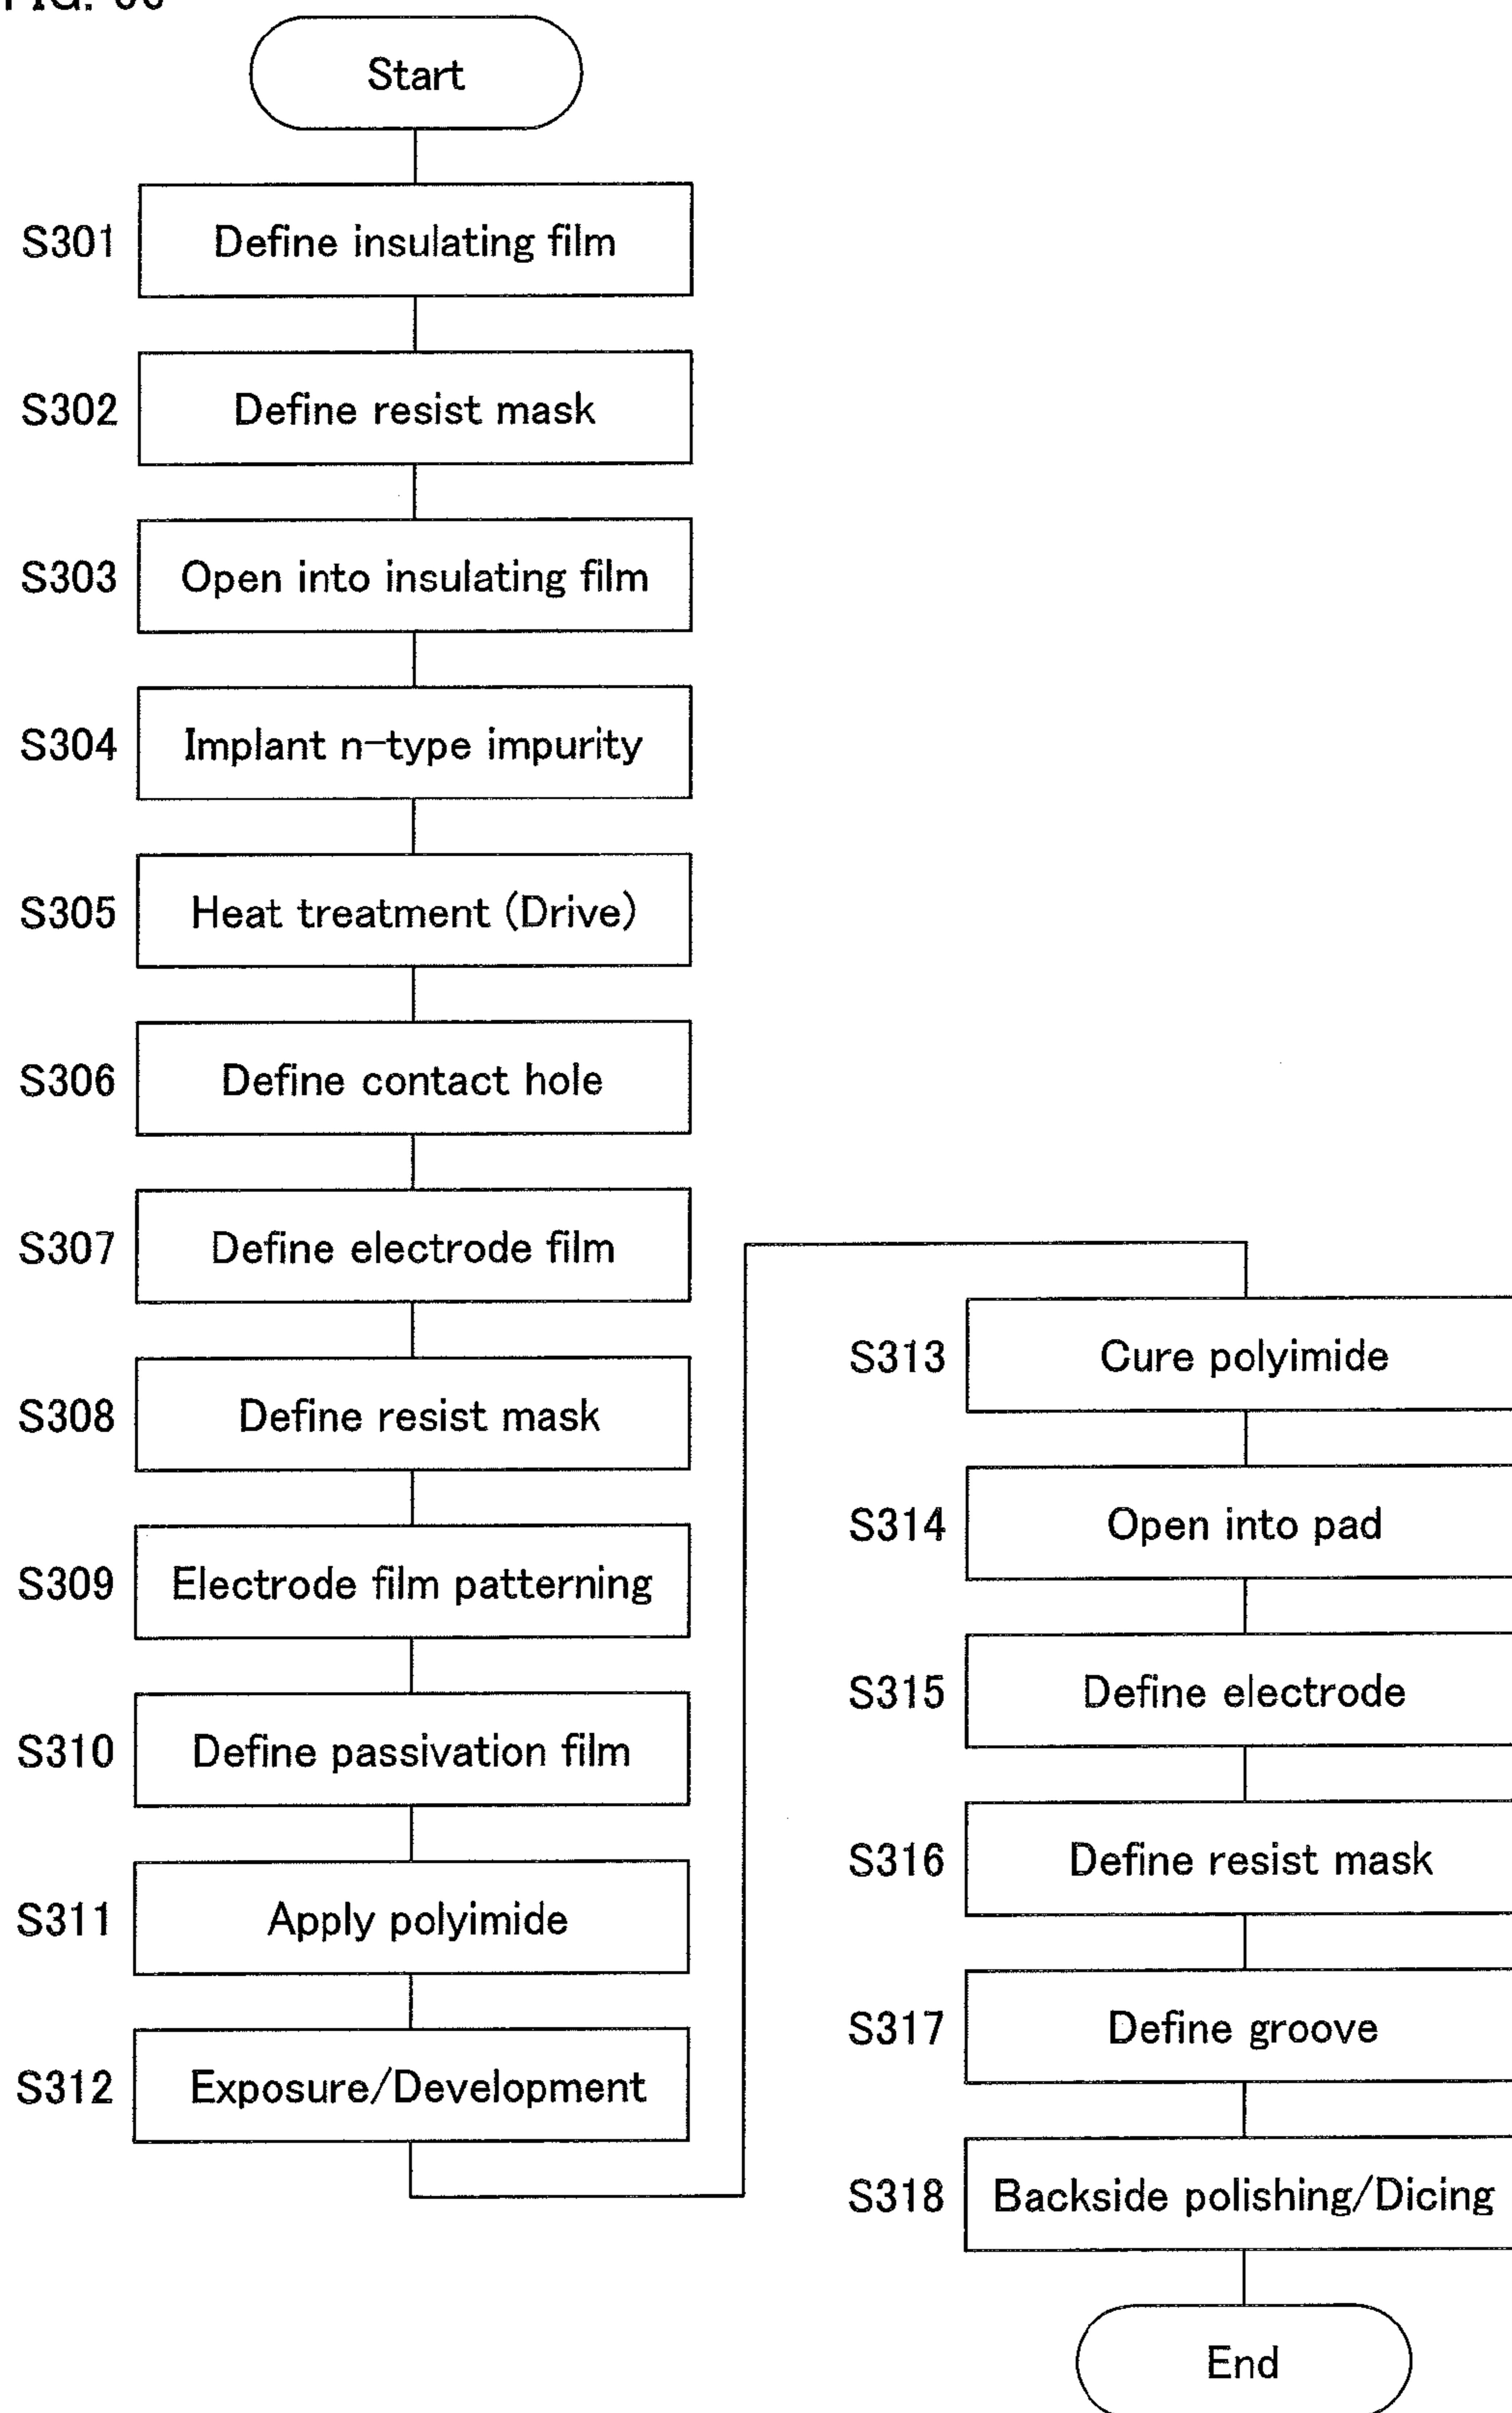 Start
S301 Define insulating film
S302 Define resist mask
S303 Open into insulating film
S304 Implant n-type impurity
S305 Heat treatment (Drive)
S306 Define contact hole
S307 Define electrode film
S308 Define resist mask
S309 Electrode film patterning
S310 Define passivation film
S311 Apply polyimide
S312 Exposure/Development
S313 Cure polyimide
S314 Open into pad
S315 Define electrode
S316 Define resist mask
S317 Define groove
S318 Backside polishing/Dicing
End